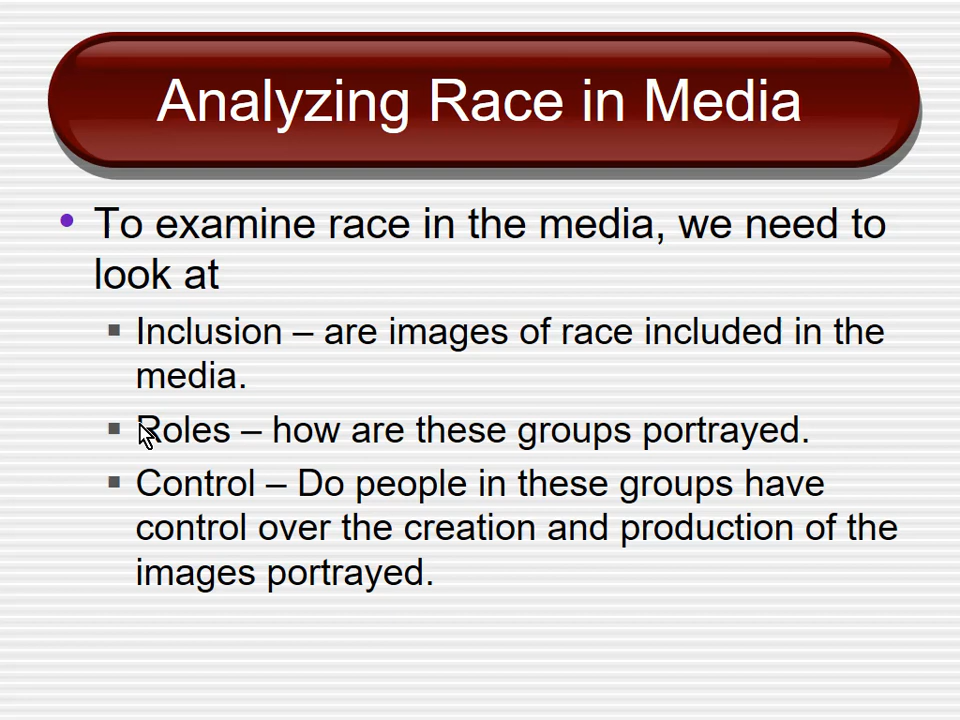 Analyzing Race in Media
• To examine race in the media, we need to
look at
▪ Inclusion – are images of race included in the
media.
▪ Roles – how are these groups portrayed.
▪ Control – Do people in these groups have
control over the creation and production of the
images portrayed.